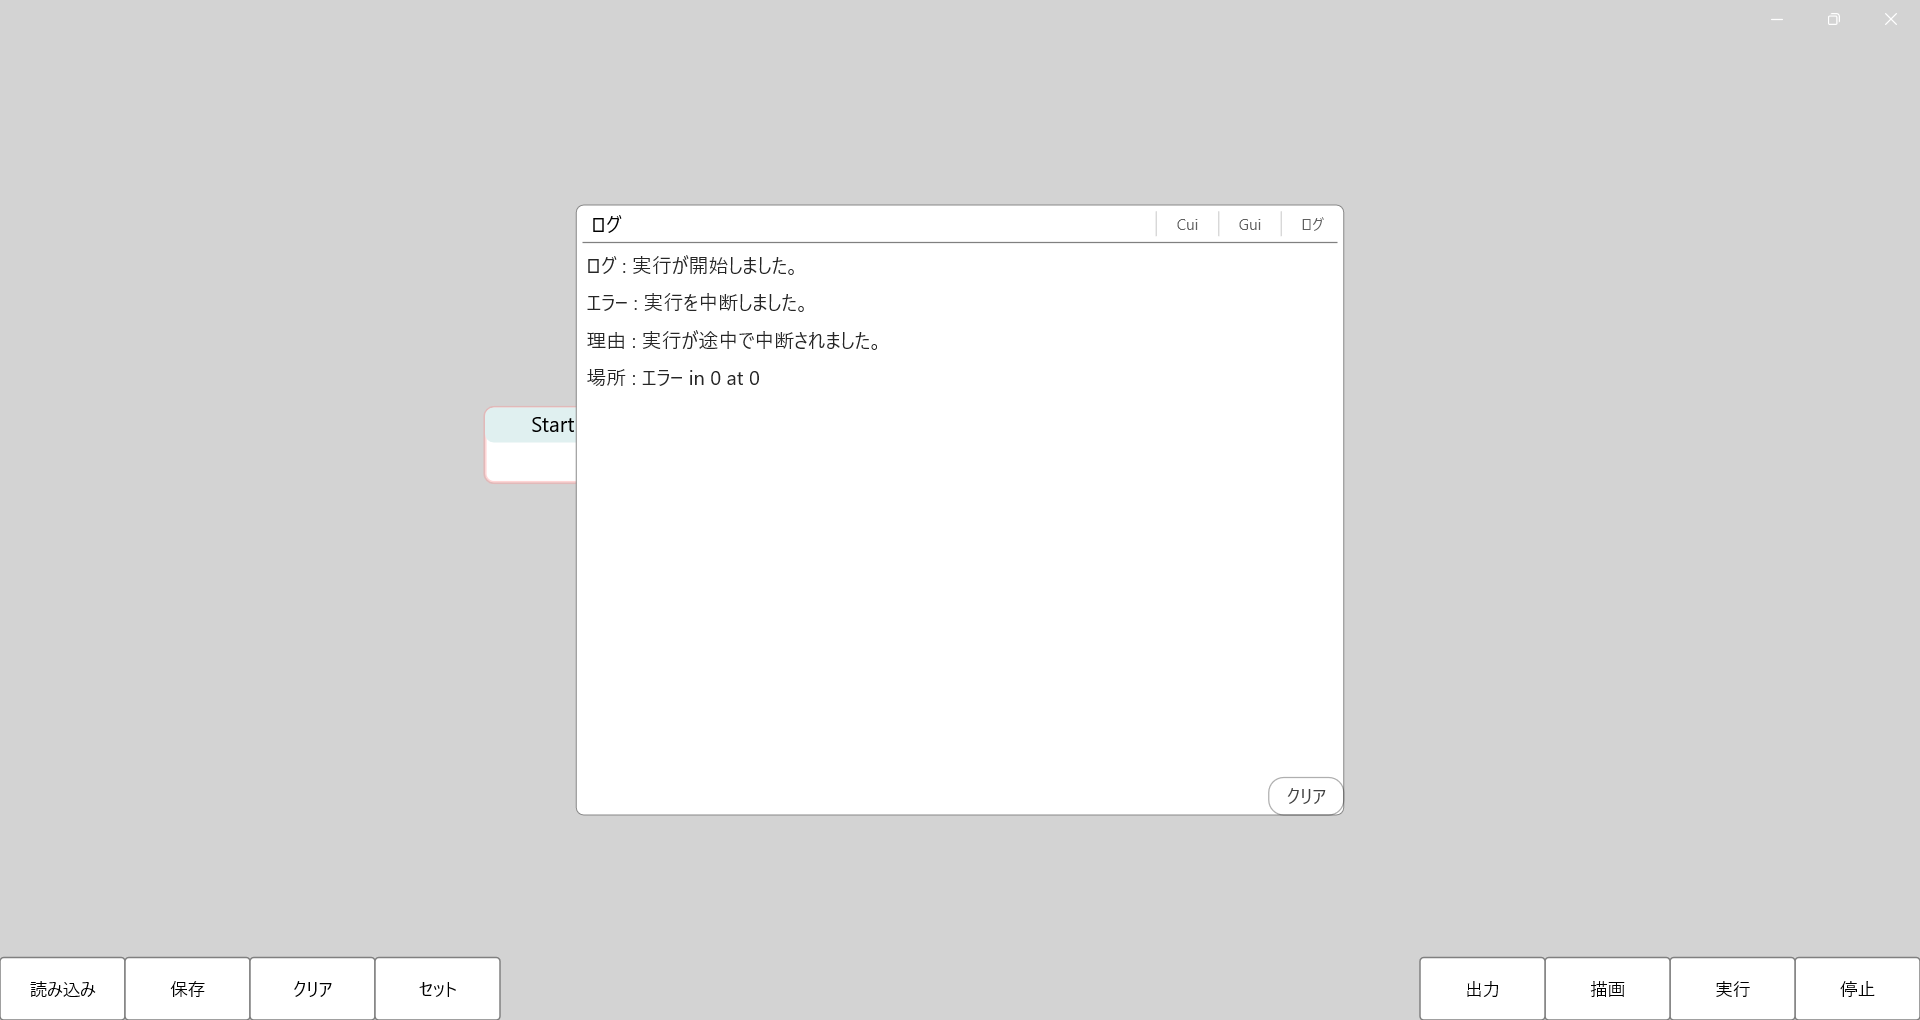 ログ
Cui
Gui
ログ
ログ : 実行が開始しました。
エラー : 実行を中断しました。
理由 : 実行が途中で中断されました。
場所 : エラー in 0 at 0
Start
クリア
読み込み
保存
クリア
セット
出力
描画
実行
停止